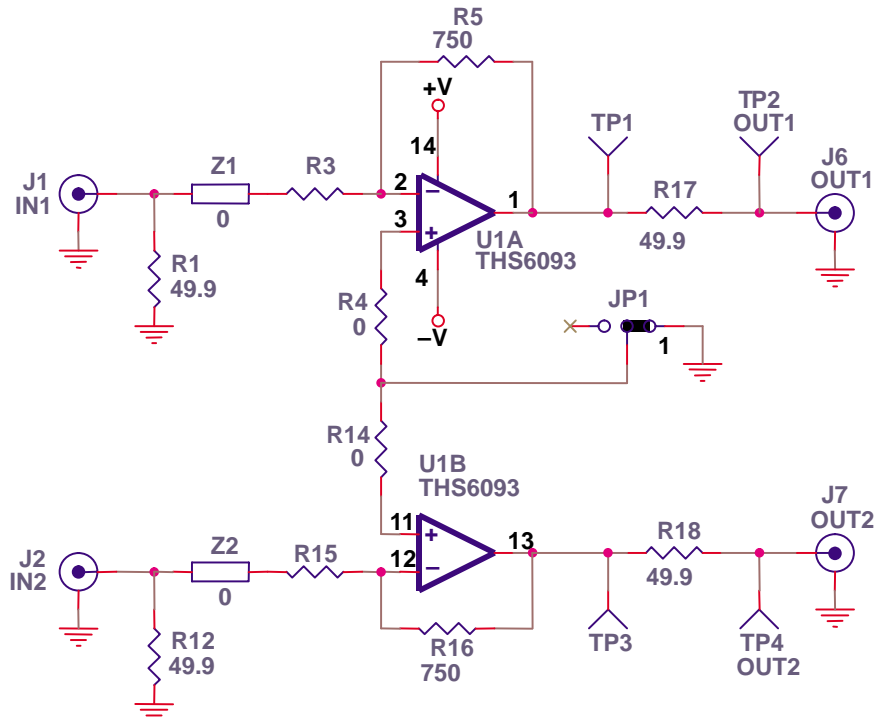 R5
750
+V
TP1
TP2
OUT1
14
J1
IN1
Z1
0
R3
2
3
1
J6
OUT1
R17
49.9
U1A
THS6093
R1
49.9
4
R4
0
–V
JP1
1
R14
0
U1B
THS6093
11
12
13
J2
IN2
Z2
0
R15
R18
49.9
J7
OUT2
R12
49.9
R16
750
TP3
TP4
OUT2